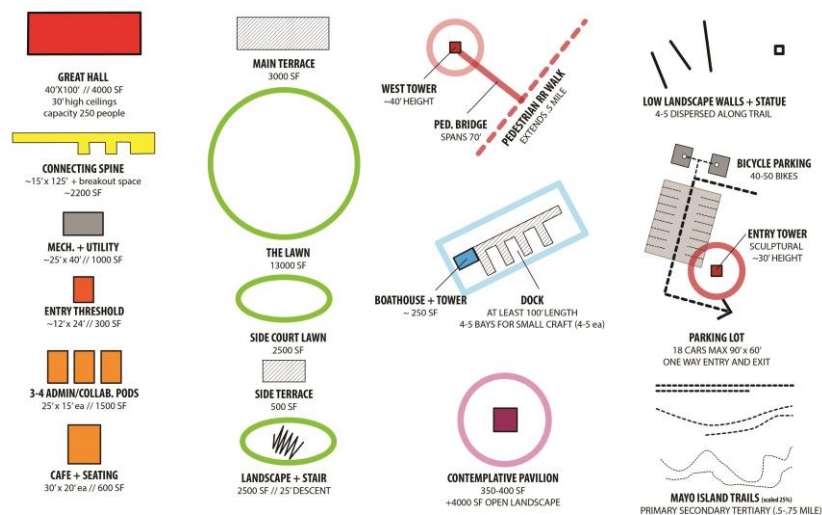 GREAT HALL
40'X100' // 4000 SF
30' high ceilings
capacity 250 people
CONNECTING SPINE
~15' x 125' + breakout space
~2200 SF
MECH. + UTILITY
~25' x 40' // 1000 SF
ENTRY THRESHOLD
~12' x 24' // 300 SF
3-4 ADMIN/COLLAB. PODS
25' x 15' ea // 1500 SF
CAFE + SEATING
30' x 20' ea // 600 SF
MAIN TERRACE
3000 SF
THE LAWN
13000 SF
SIDE COURT LAWN
2500 SF
SIDE TERRACE
500 SF
LANDSCAPE + STAIR
2500 SF // 25' DESCENT
WEST TOWER
~40' HEIGHT
PED. BRIDGE
SPANS 70'
PEDESTRIAN RR WALK
EXTENDS .5 MILE
BOATHOUSE + TOWER
~ 250 SF
DOCK
AT LEAST 100' LENGTH
4-5 BAYS FOR SMALL CRAFT (4-5 ea)
CONTEMPLATIVE PAVILION
350-400 SF
+4000 SF OPEN LANDSCAPE
LOW LANDSCAPE WALLS + STATUE
4-5 DISPERSED ALONG TRAIL
BICYCLE PARKING
40-50 BIKES
ENTRY TOWER
SCULPTURAL
~30' HEIGHT
PARKING LOT
18 CARS MAX 90' x 60'
ONE WAY ENTRY AND EXIT
MAYO ISLAND TRAILS (scaled 25%)
PRIMARY SECONDARY TERTIARY (.5-.75 MILE)